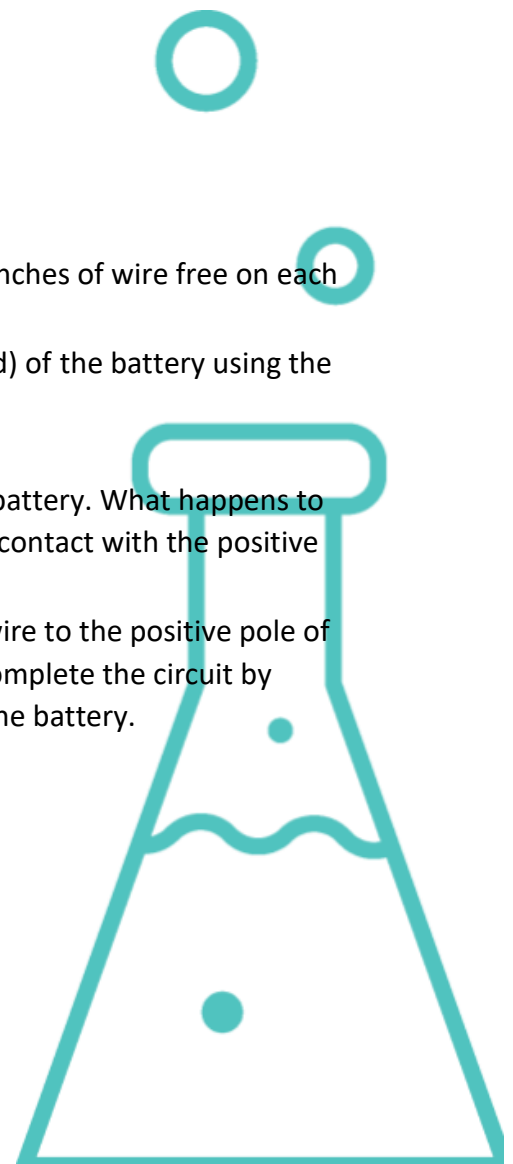 nches of wire free on each
d) of the battery using the
battery. What happens to
contact with the positive
wire to the positive pole of
omplete the circuit by
he battery.